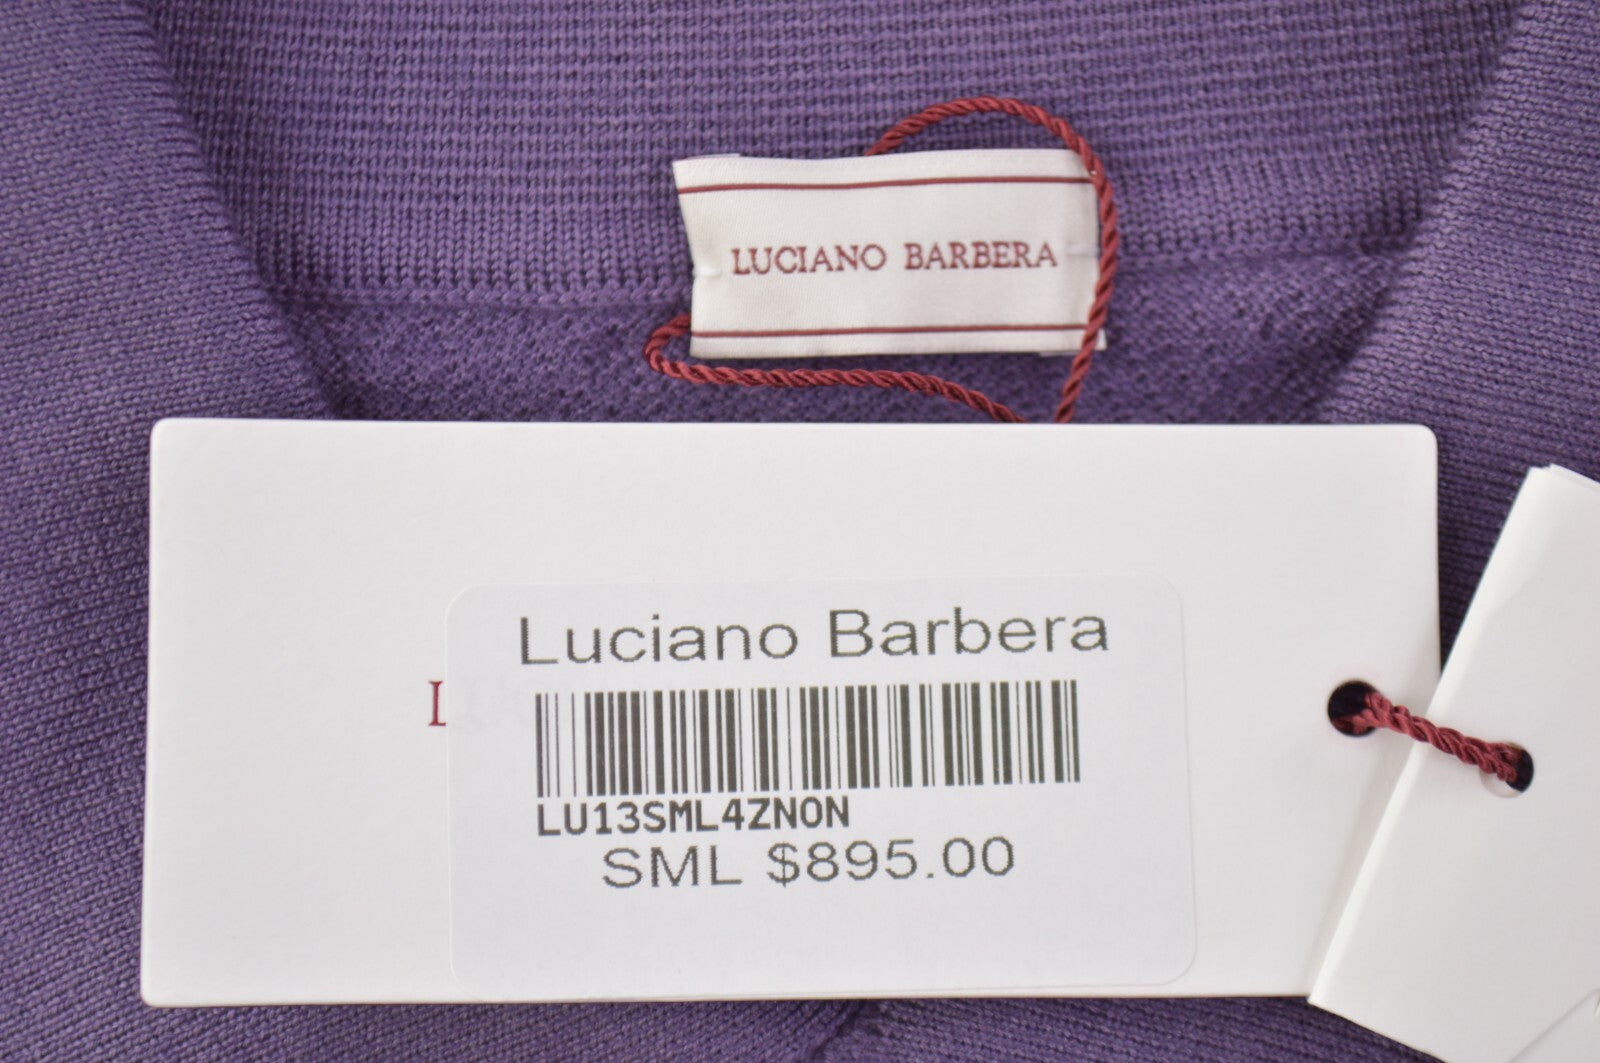 LUCIANO BARBERA
Luciano Barbera
L
LU13SML4ZNON
SML $895.00